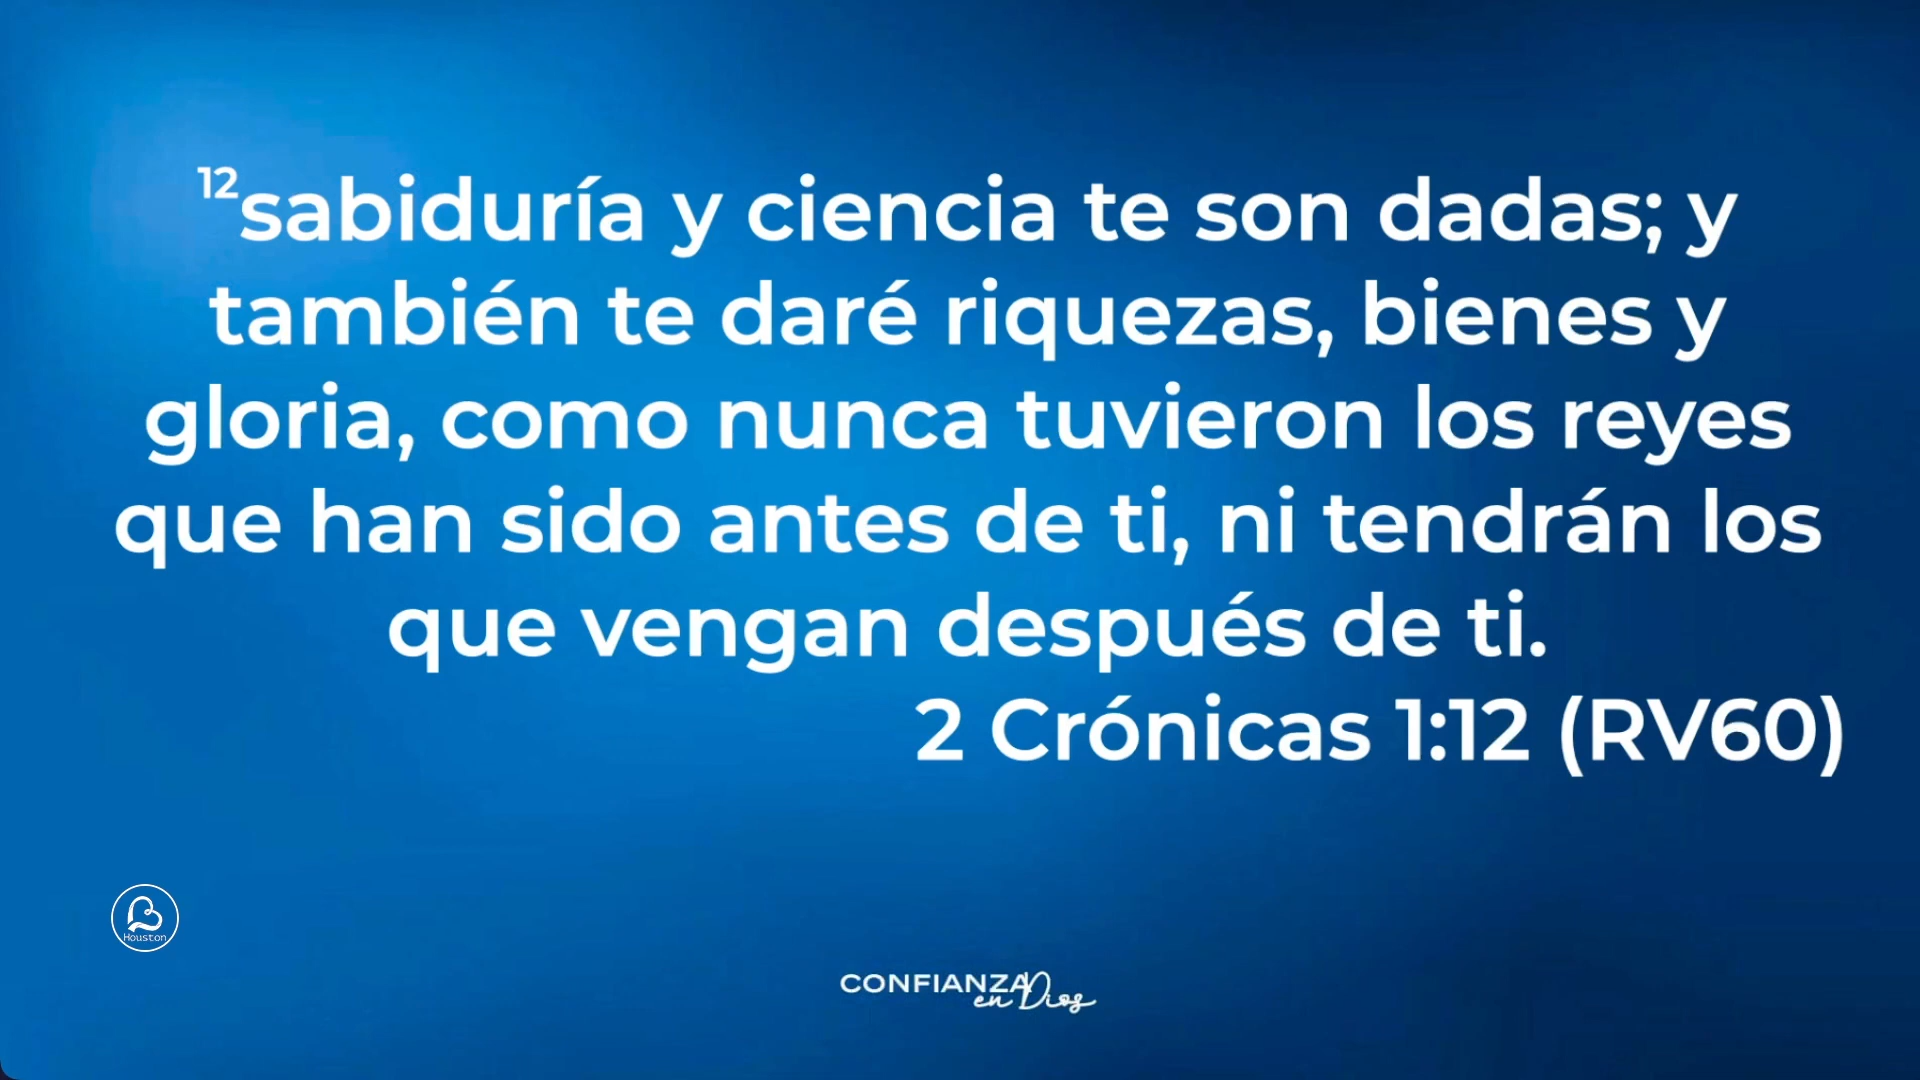 12sabiduría y ciencia te son dadas; y
también te daré riquezas, bienes y
gloria, como nunca tuvieron los reyes
que han sido antes de ti, ni tendrán los
que vengan después de ti.
2 Crónicas 1:12 (RV60)
Houston
CONFIANZA
en Dios